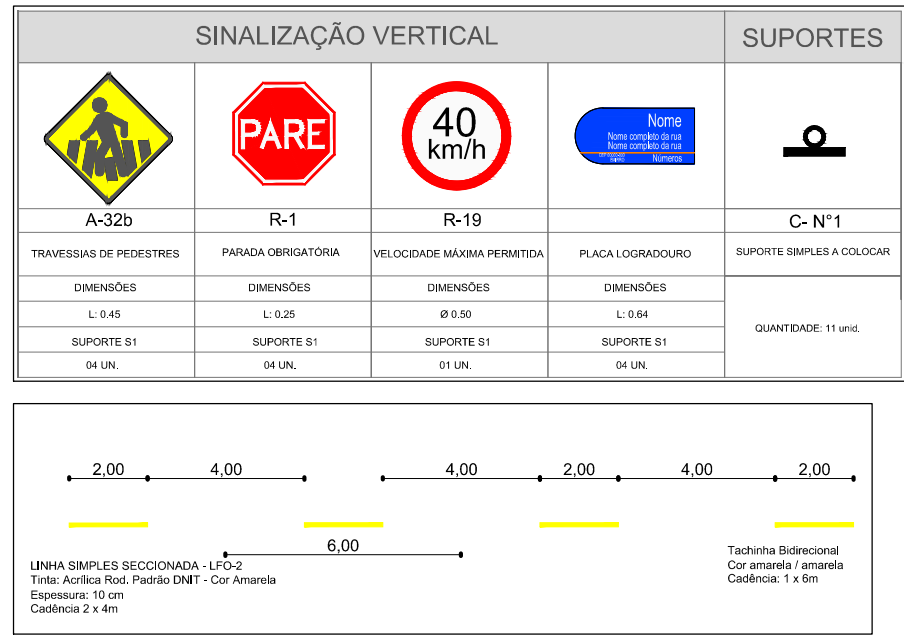 SINALIZAÇÃO VERTICAL
SUPORTES
PARE
40
km/h
Nome
Nome completo da rua
Nome completo da rua
Números
A-32b
R-1
R-19
C- N°1
TRAVESSIAS DE PEDESTRES
PARADA OBRIGATÓRIA
VELOCIDADE MÁXIMA PERMITIDA
PLACA LOGRADOURO
SUPORTE SIMPLES A COLOCAR
DIMENSÕES
DIMENSÕES
DIMENSÕES
DIMENSÕES
L: 0.45
L: 0.25
Ø 0.50
L: 0.64
QUANTIDADE: 11 unid.
SUPORTE S1
SUPORTE S1
SUPORTE S1
SUPORTE S1
04 UN.
04 UN.
01 UN.
04 UN.
2,00
4,00
4,00
2,00
4,00
2,00
6,00
LINHA SIMPLES SECCIONADA - LFO-2
Tinta: Acrílica Rod. Padrão DNIT - Cor Amarela
Espessura: 10 cm
Cadência 2 x 4m
Tachinha Bidirecional
Cor amarela / amarela
Cadência: 1 x 6m